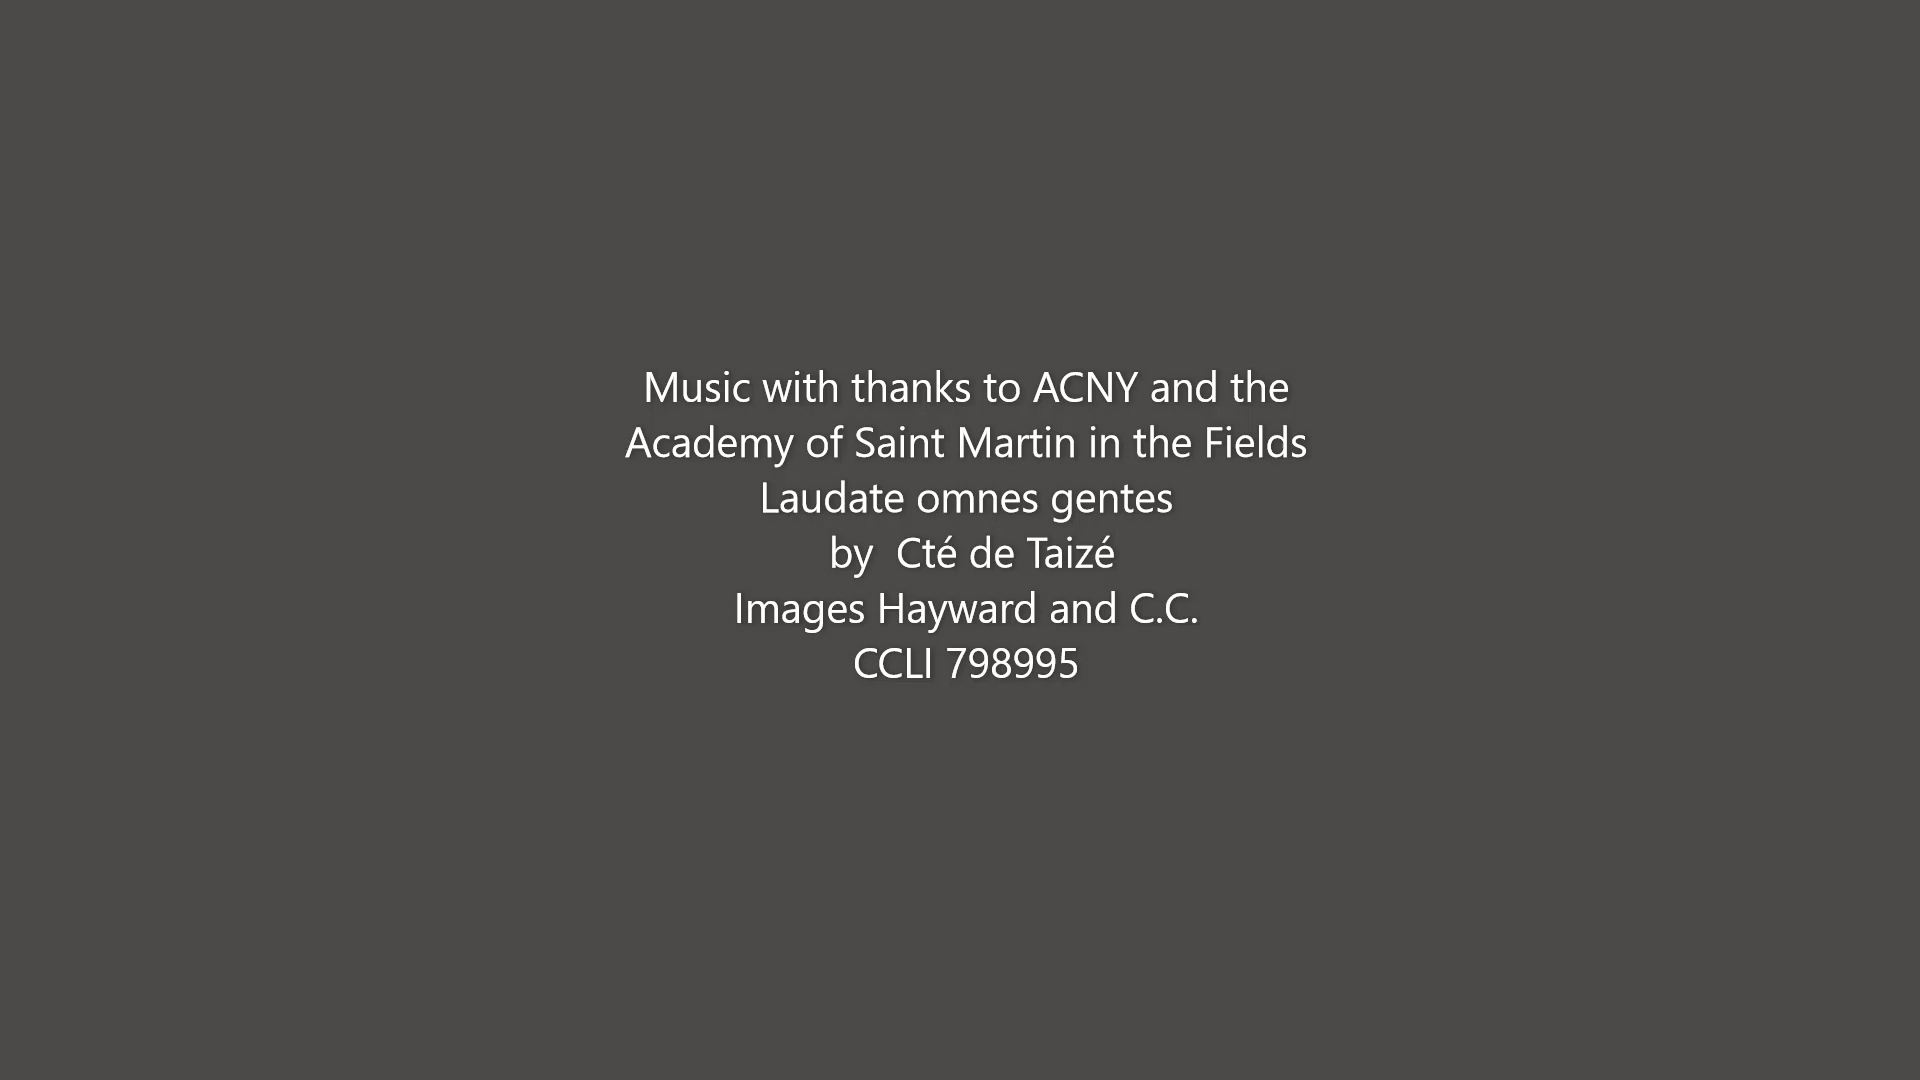 Music with thanks to ACNY and the
Academy of Saint Martin in the Fields
Laudate omnes gentes
by  Cté de Taizé
Images Hayward and C.C.
CCLI 798995